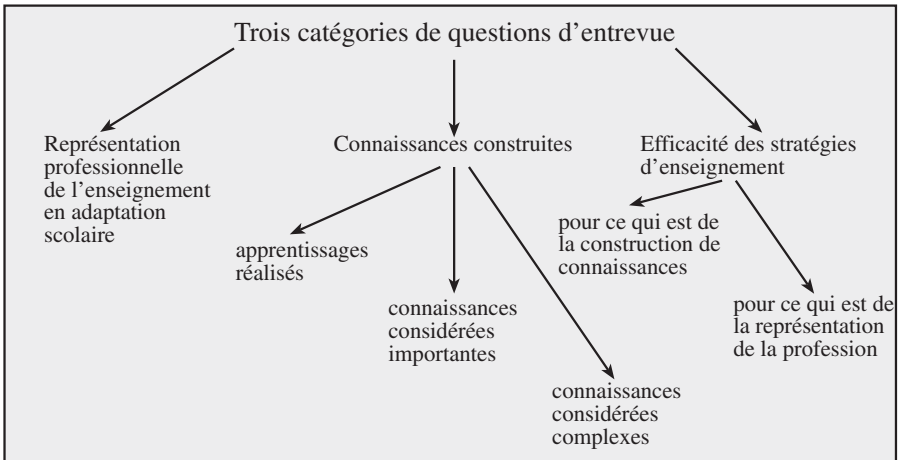 Trois catégories de questions d’entrevue
Représentation
professionnelle
de l’enseignement
en adaptation
scolaire
Connaissances construites
Efficacité des stratégies
d’enseignement
apprentissages
réalisés
connaissances
considérées
importantes
connaissances
considérées
complexes
pour ce qui est de
la construction de
connaissances
pour ce qui est de
la représentation
de la profession